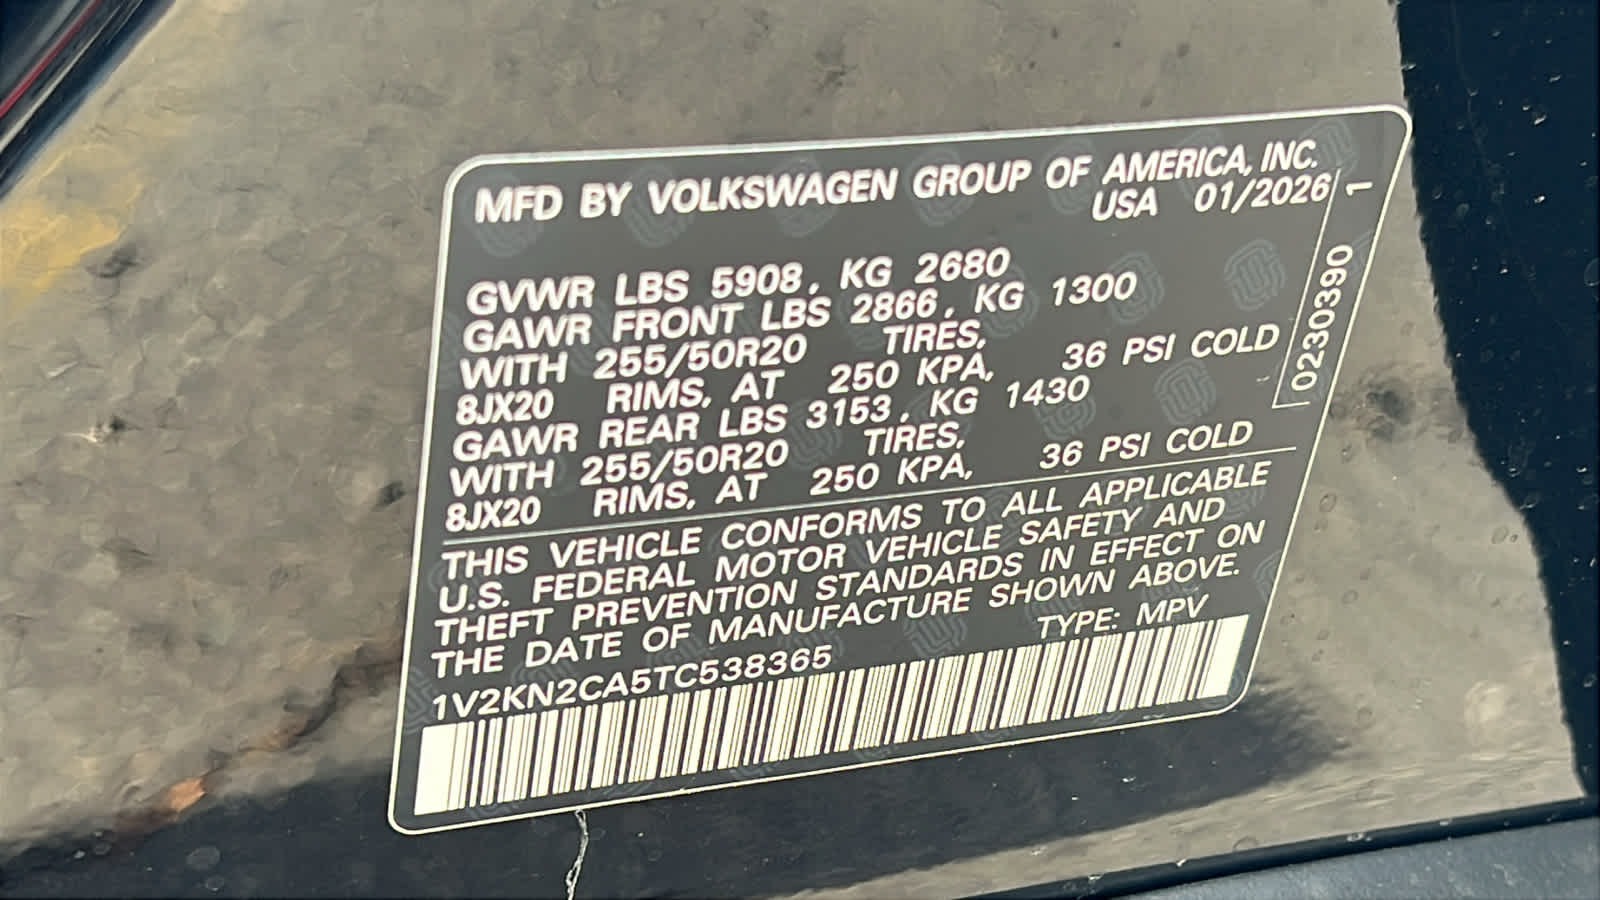 MFD BY VOLKSWAGEN GROUP OF AMERICA, INC.
USA 01/2026
GVWR LBS 5908, KG 2680
GAWR FRONT LBS 2866, KG 1300
WITH 255/50R20 TIRES,
8JX20 RIMS, AT 250 KPA, 36 PSI COLD
GAWR REAR LBS 3153, KG 1430
WITH 255/50R20 TIRES,
8JX20 RIMS, AT 250 KPA, 36 PSI COLD
THIS VEHICLE CONFORMS TO ALL APPLICABLE
U.S. FEDERAL MOTOR VEHICLE SAFETY AND
THEFT PREVENTION STANDARDS IN EFFECT ON
THE DATE OF MANUFACTURE SHOWN ABOVE.
1V2KN2CA5TC538365 TYPE: MPV
0230390 1